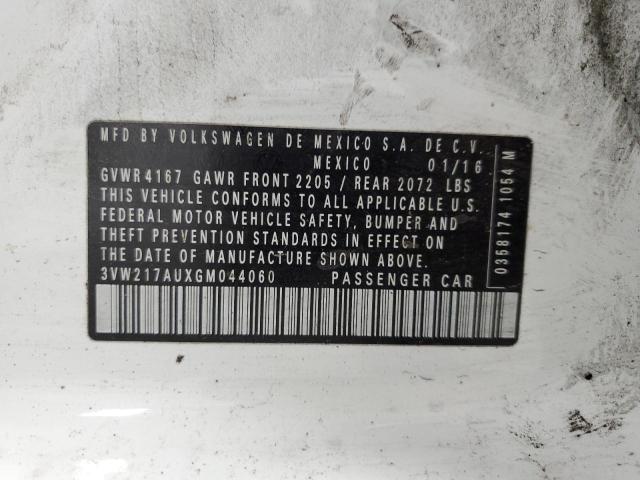 MFD BY VOLKSWAGEN DE MEXICO S.A. DE C.V.
MEXICO 01/16
GVWR 4167 GAWR FRONT 2205 / REAR 2072 LBS
THIS VEHICLE CONFORMS TO ALL APPLICABLE U.S.
FEDERAL MOTOR VEHICLE SAFETY, BUMPER AND
THEFT PREVENTION STANDARDS IN EFFECT ON
THE DATE OF MANUFACTURE SHOWN ABOVE.
3VW217AUXGM044060 PASSENGER CAR
0358174 1054 M